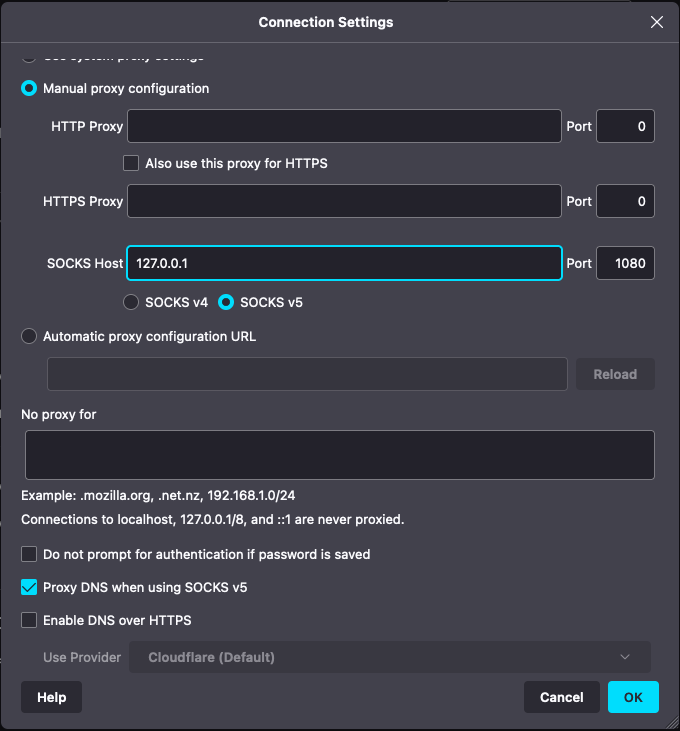 Connection Settings
Use system proxy settings
Manual proxy configuration
HTTP Proxy Port 0
Also use this proxy for HTTPS
HTTPS Proxy Port 0
SOCKS Host 127.0.0.1 Port 1080
SOCKS v4 SOCKS v5
Automatic proxy configuration URL
Reload
No proxy for
Example: .mozilla.org, .net.nz, 192.168.1.0/24
Connections to localhost, 127.0.0.1/8, and ::1 are never proxied.
Do not prompt for authentication if password is saved
Proxy DNS when using SOCKS v5
Enable DNS over HTTPS
Use Provider Cloudflare (Default)
Help Cancel OK